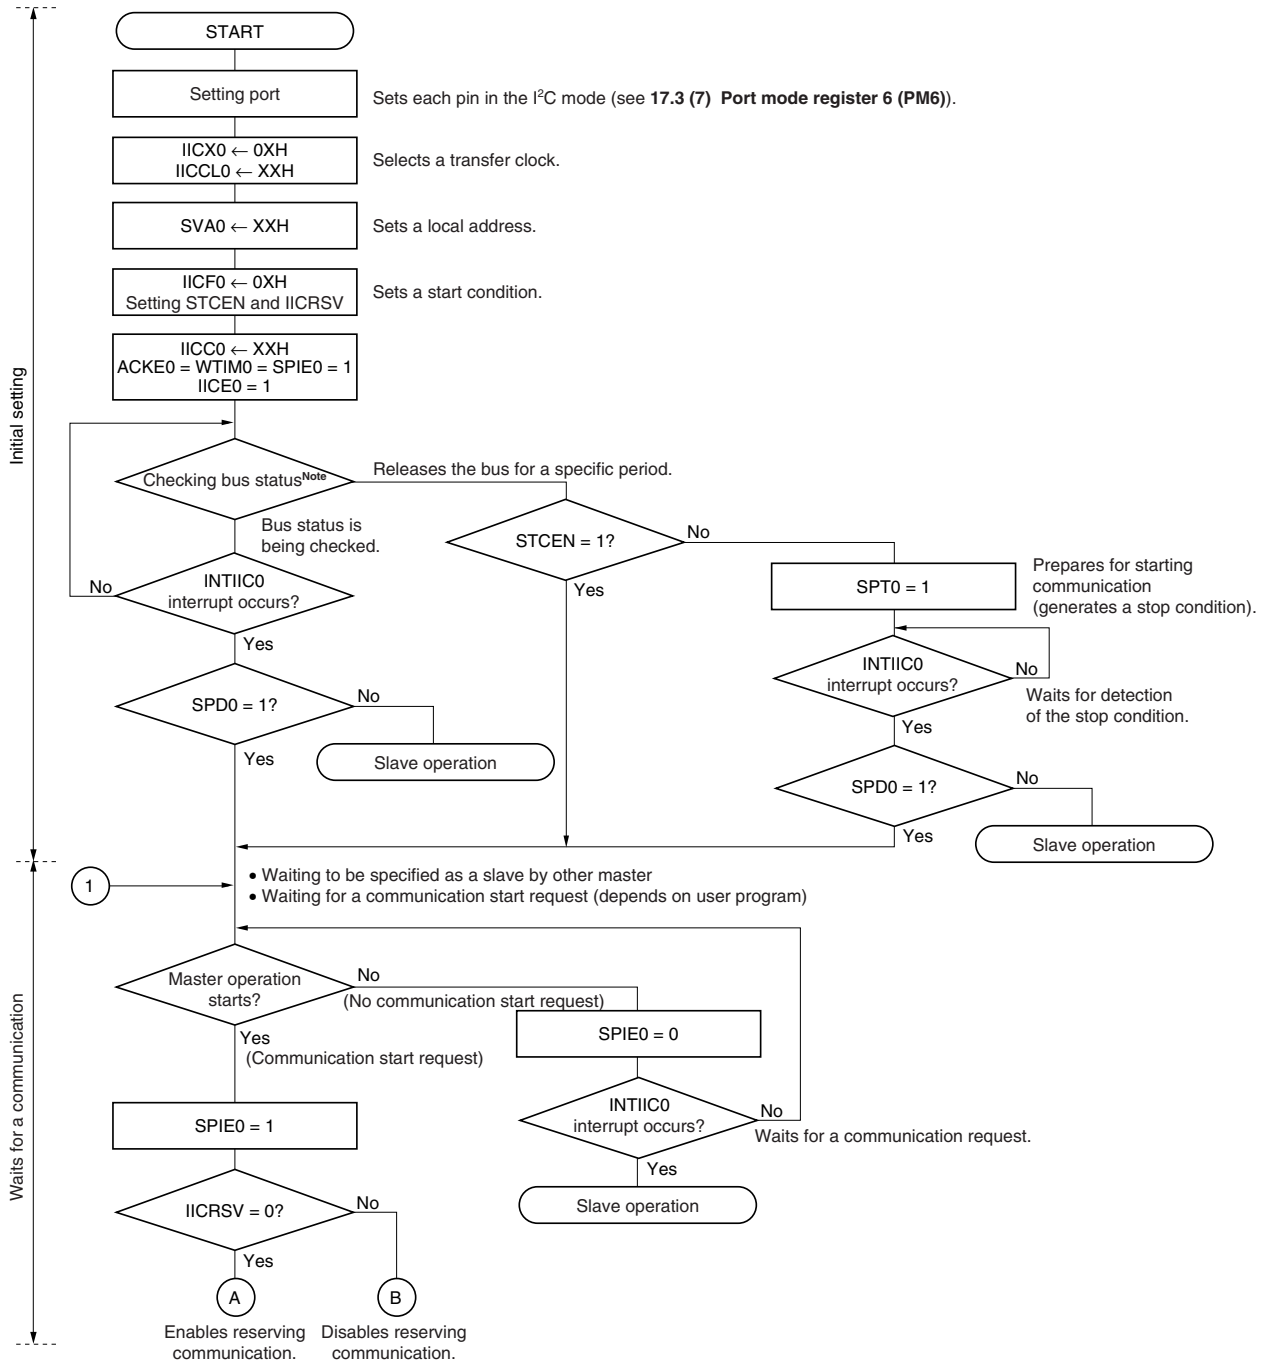 START
Setting port
Sets each pin in the I²C mode (see 17.3 (7) Port mode register 6 (PM6)).
IICX0 ← 0XH
IICCL0 ← XXH
Selects a transfer clock.
SVA0 ← XXH
Sets a local address.
IICF0 ← 0XH
Setting STCEN and IICRSV
Sets a start condition.
IICC0 ← XXH
ACKE0 = WTIM0 = SPIE0 = 1
IICE0 = 1
Initial setting
Checking bus statusNote
Releases the bus for a specific period.
Bus status is
being checked.
STCEN = 1?
No
Yes
SPT0 = 1
Prepares for starting
communication
(generates a stop condition).
INTIIC0
interrupt occurs?
No
Yes
INTIIC0
interrupt occurs?
No
Waits for detection
of the stop condition.
Yes
SPD0 = 1?
No
Yes
Slave operation
SPD0 = 1?
No
Yes
Slave operation
1
• Waiting to be specified as a slave by other master
• Waiting for a communication start request (depends on user program)
Waits for a communication
Master operation
starts?
No
(No communication start request)
Yes
(Communication start request)
SPIE0 = 0
INTIIC0
interrupt occurs?
No
Waits for a communication request.
Yes
Slave operation
SPIE0 = 1
IICRSV = 0?
No
Yes
A
B
Enables reserving
communication.
Disables reserving
communication.